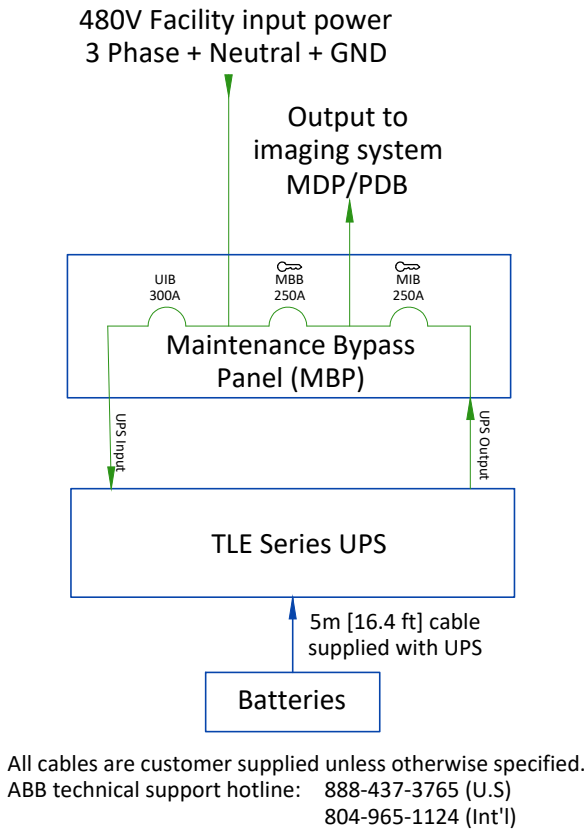 480V Facility input power
3 Phase + Neutral + GND
Output to
imaging system
MDP/PDB
UIB
300A
MBB
250A
MIB
250A
Maintenance Bypass
Panel (MBP)
UPS Input
UPS Output
TLE Series UPS
5m [16.4 ft] cable
supplied with UPS
Batteries
All cables are customer supplied unless otherwise specified.
ABB technical support hotline: 888-437-3765 (U.S)
804-965-1124 (Int'l)